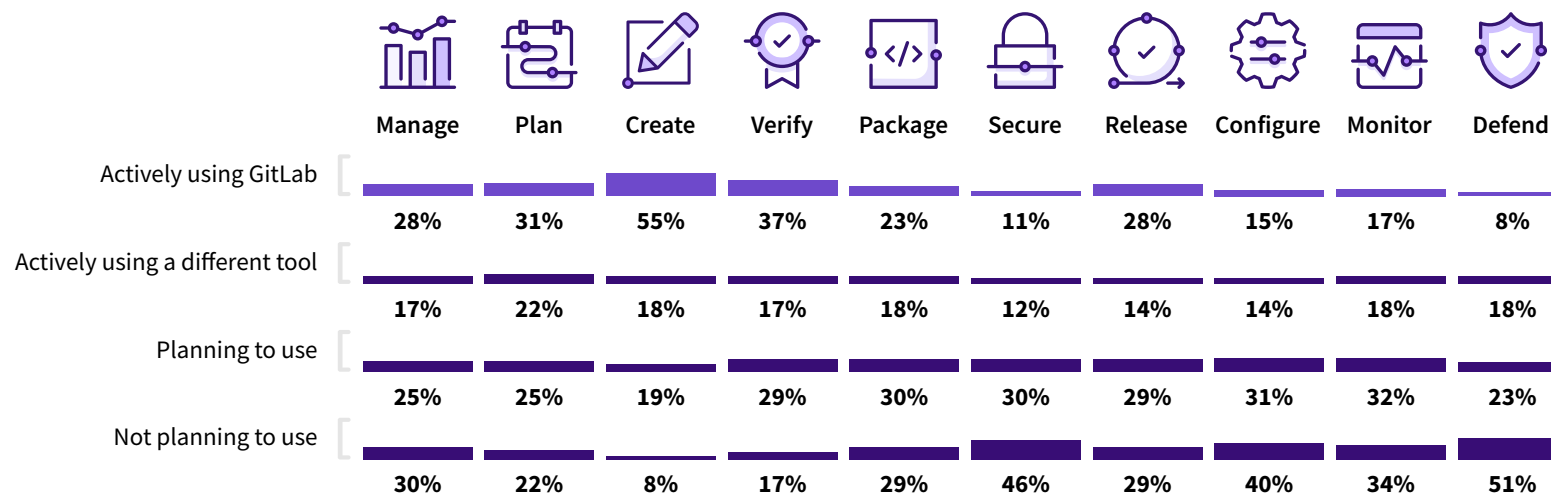 </>
Manage Plan Create Verify Package Secure Release Configure Monitor Defend
Actively using GitLab
28% 31% 55% 37% 23% 11% 28% 15% 17% 8%
Actively using a different tool
17% 22% 18% 17% 18% 12% 14% 14% 18% 18%
Planning to use
25% 25% 19% 29% 30% 30% 29% 31% 32% 23%
Not planning to use
30% 22% 8% 17% 29% 46% 29% 40% 34% 51%